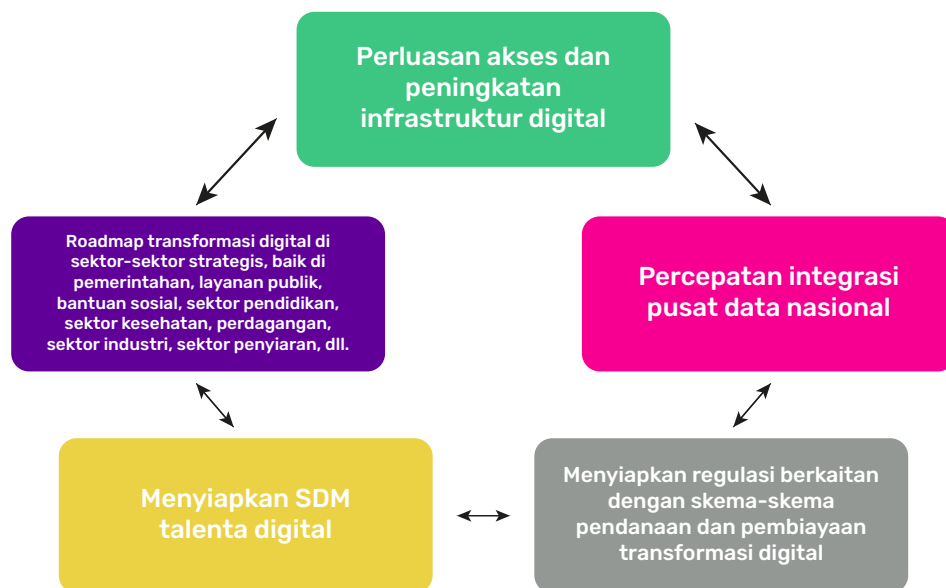 Perluasan akses dan
peningkatan
infrastruktur digital
Roadmap transformasi digital di
sektor-sektor strategis, baik di
pemerintahan, layanan publik,
bantuan sosial, sektor pendidikan,
sektor kesehatan, perdagangan,
sektor industri, sektor penyiaran, dll.
Percepatan integrasi
pusat data nasional
Menyiapkan SDM
talenta digital
Menyiapkan regulasi berkaitan
dengan skema-skema
pendanaan dan pembiayaan
transformasi digital